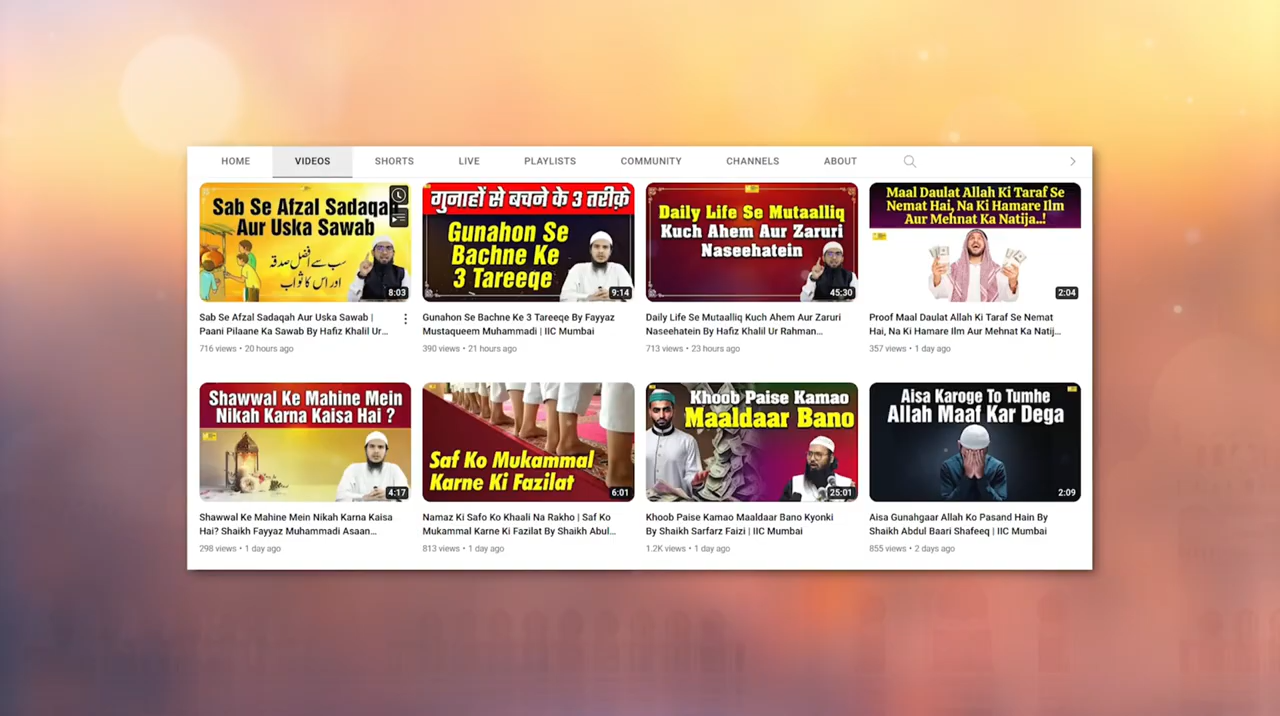 HOME VIDEOS SHORTS LIVE PLAYLISTS COMMUNITY CHANNELS ABOUT
Sab Se Afzal Sadaqah
Aur Uska Sawab
سب سے افضل صدقہ
اور اس کا ثواب
8:03
गुनाहों से बचने के 3 तरीक़े
Gunahon Se
Bachne Ke
3 Tareeqe
9:14
Daily Life Se Mutaalliq
Kuch Ahem Aur Zaruri
Naseehatein
45:30
Maal Daulat Allah Ki Taraf Se
Nemat Hai, Na Ki Hamare Ilm
Aur Mehnat Ka Natija..!
2:04
Sab Se Afzal Sadaqah Aur Uska Sawab |
Paani Pilaane Ka Sawab By Hafiz Khalil Ur...
716 views • 20 hours ago
Gunahon Se Bachne Ke 3 Tareeqe By Fayyaz
Mustaqueem Muhammadi | IIC Mumbai
390 views • 21 hours ago
Daily Life Se Mutaalliq Kuch Ahem Aur Zaruri
Naseehatein By Hafiz Khalil Ur Rahman...
713 views • 23 hours ago
Proof Maal Daulat Allah Ki Taraf Se Nemat
Hai, Na Ki Hamare Ilm Aur Mehnat Ka Natij...
357 views • 1 day ago
Shawwal Ke Mahine Mein
Nikah Karna Kaisa Hai ?
4:17
Saf Ko Mukammal
Karne Ki Fazilat
6:01
Khoob Paise Kamao
Maaldaar Bano
25:01
Aisa Karoge To Tumhe
Allah Maaf Kar Dega
2:09
Shawwal Ke Mahine Mein Nikah Karna Kaisa
Hai? Shaikh Fayyaz Muhammadi Asaan...
298 views • 1 day ago
Namaz Ki Safo Ko Khaali Na Rakho | Saf Ko
Mukammal Karne Ki Fazilat By Shaikh Abul...
813 views • 1 day ago
Khoob Paise Kamao Maaldaar Bano Kyonki
By Shaikh Sarfarz Faizi | IIC Mumbai
1.2K views • 1 day ago
Aisa Gunahgaar Allah Ko Pasand Hain By
Shaikh Abdul Baari Shafeeq | IIC Mumbai
855 views • 2 days ago